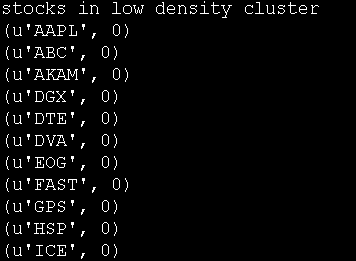 stocks in low density cluster
(u'AAPL', 0)
(u'ABC', 0)
(u'AKAM', 0)
(u'DGX', 0)
(u'DTE', 0)
(u'DVA', 0)
(u'EOG', 0)
(u'FAST', 0)
(u'GPS', 0)
(u'HSP', 0)
(u'ICE', 0)